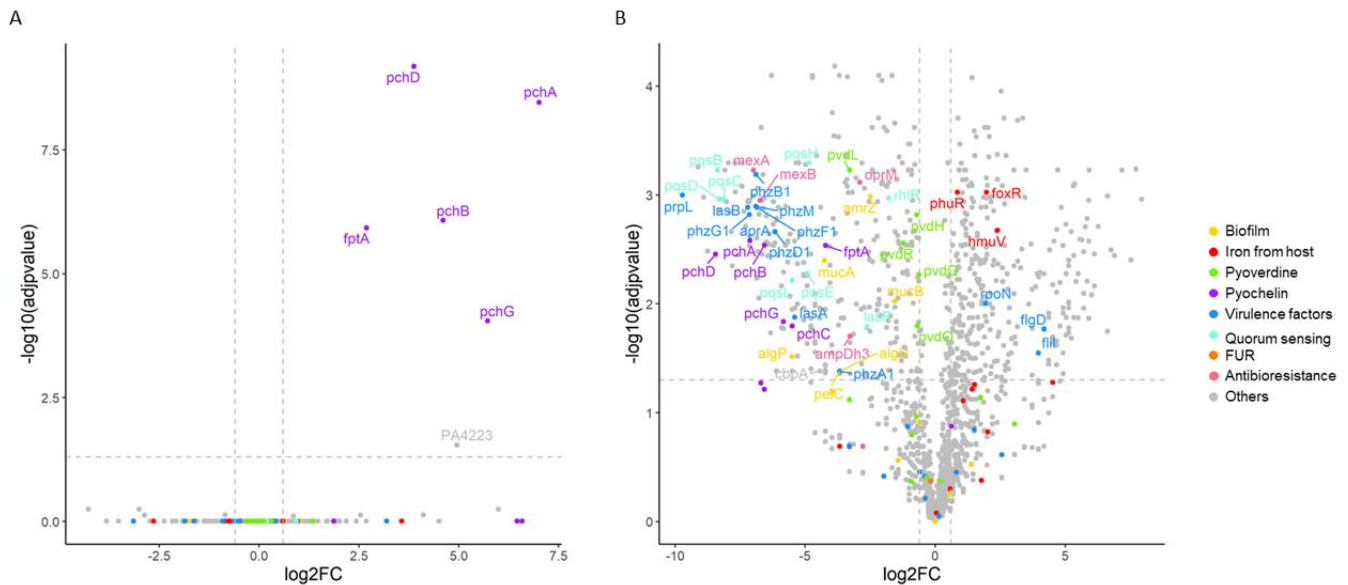 A
B
pchD
pchA
7.5
pchB
fptA
5.0
pchG
2.5
PA4223
0.0
-2.5
0.0
2.5
5.0
7.5
log2FC
-log10(adjpvalue)
4
3
2
1
0
-10
-5
0
5
log2FC
-log10(adjpvalue)
pqsB
mexA
pqsH
pvdL
pqsC
mexB
oprM
pqsD
phzB1
amrZ
rhlR
phuR
foxR
prpL
lasB
phzM
pvdH
phzG1
aprA
phzF1
hmuV
pchA
phzD1
fptA
pvdR
pchD
pchB
mucA
pqsL
pqsE
mucB
rpoN
pchG
lasA
flgD
pchC
algP
ampDh3
cbpA
phzA1
pelC
Biofilm
Iron from host
Pyoverdine
Pyochelin
Virulence factors
Quorum sensing
FUR
Antibioresistance
Others